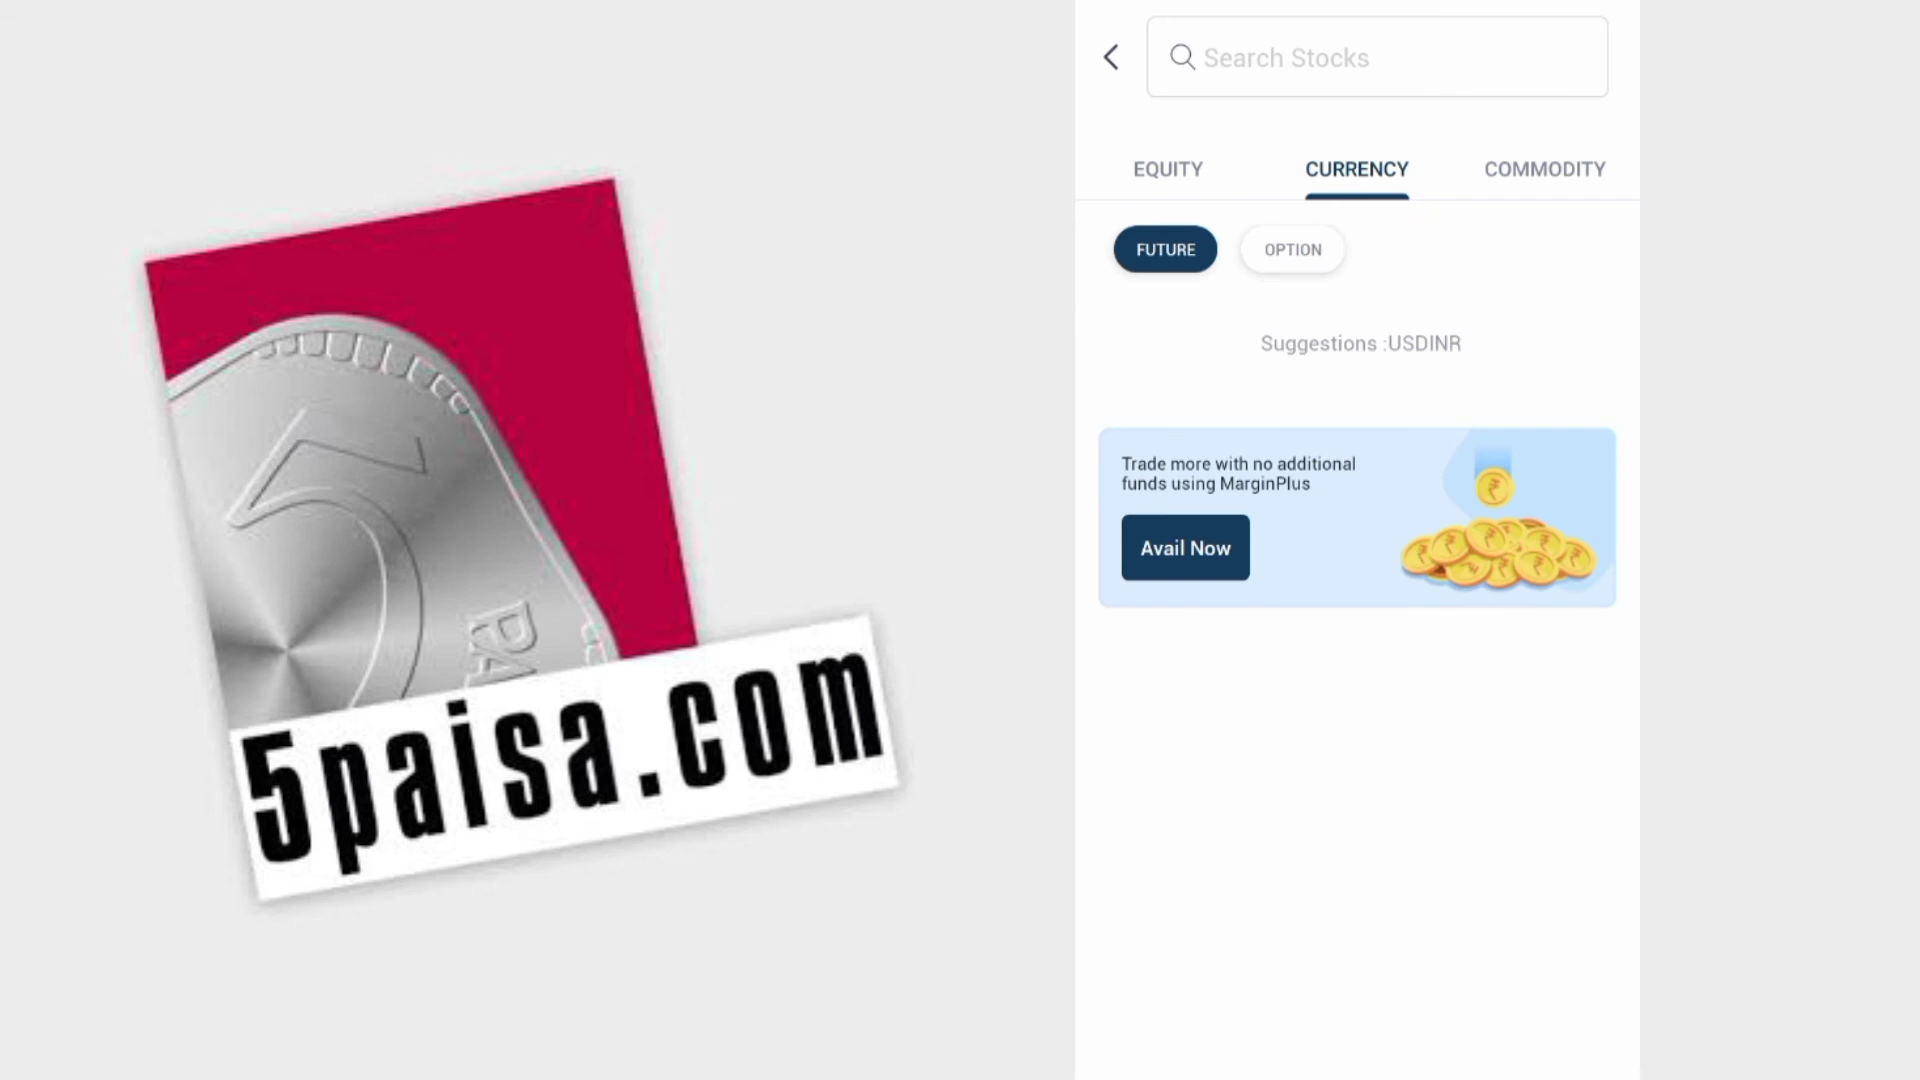 PA
5paisa.com
Search Stocks
EQUITY CURRENCY COMMODITY
FUTURE OPTION
Suggestions :USDINR
Trade more with no additional
funds using MarginPlus
Avail Now